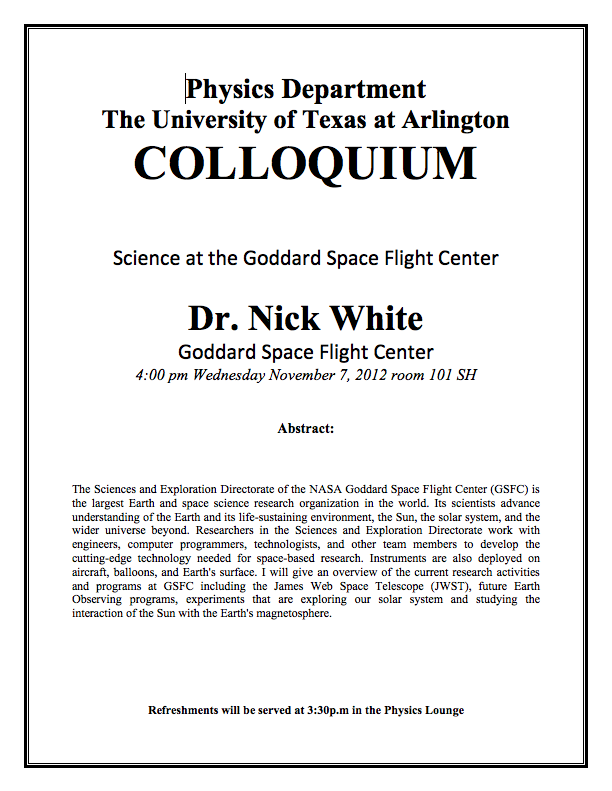 Physics Department
The University of Texas at Arlington
COLLOQUIUM
Science at the Goddard Space Flight Center
Dr. Nick White
Goddard Space Flight Center
4:00 pm Wednesday November 7, 2012 room 101 SH
Abstract:
The Sciences and Exploration Directorate of the NASA Goddard Space Flight Center (GSFC) is
the largest Earth and space science research organization in the world. Its scientists advance
understanding of the Earth and its life-sustaining environment, the Sun, the solar system, and the
wider universe beyond. Researchers in the Sciences and Exploration Directorate work with
engineers, computer programmers, technologists, and other team members to develop the
cutting-edge technology needed for space-based research. Instruments are also deployed on
aircraft, balloons, and Earth's surface. I will give an overview of the current research activities
and programs at GSFC including the James Web Space Telescope (JWST), future Earth
Observing programs, experiments that are exploring our solar system and studying the
interaction of the Sun with the Earth's magnetosphere.
Refreshments will be served at 3:30p.m in the Physics Lounge